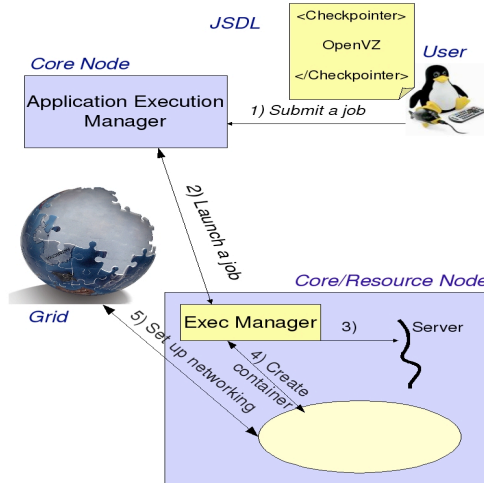 JSDL
<Checkpointer>
OpenVZ
</Checkpointer>
User
Core Node
Application Execution
Manager
1) Submit a job
2) Launch a job
Grid
Core/Resource Node
Exec Manager
3)
Server
4) Create
container
5) Set up networking